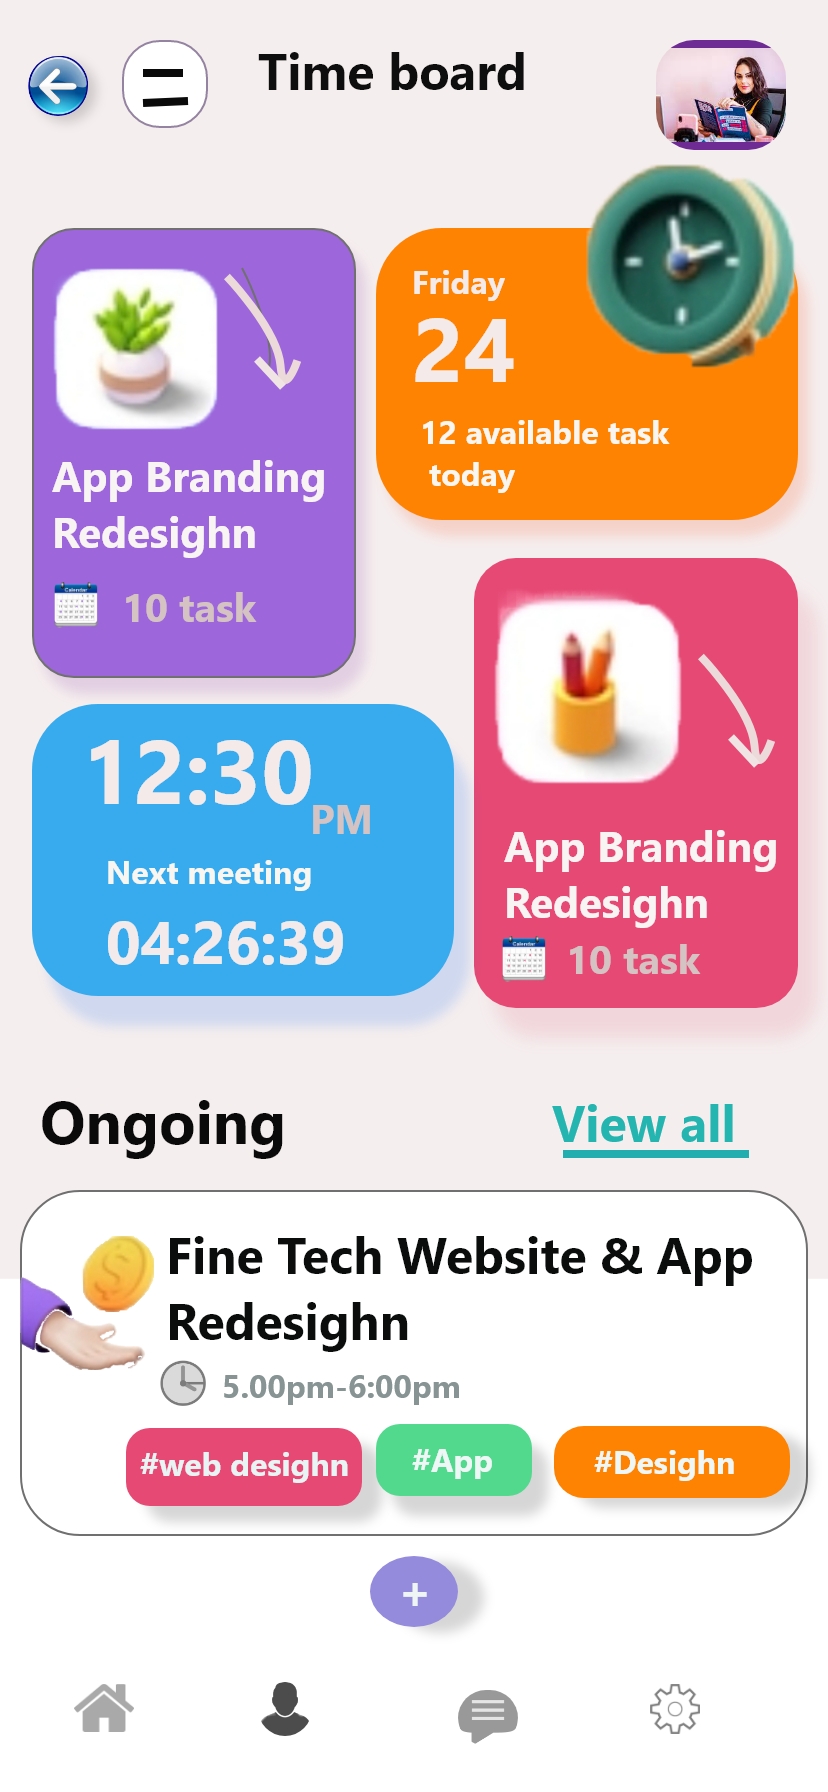 Time board
Friday
24
12 available task
today
App Branding
Redesighn
Calendar
10 task
12:30
PM
Next meeting
04:26:39
App Branding
Redesighn
Calendar
10 task
Ongoing
View all
Fine Tech Website & App
Redesighn
5.00pm-6:00pm
#web desighn
#App
#Desighn
+